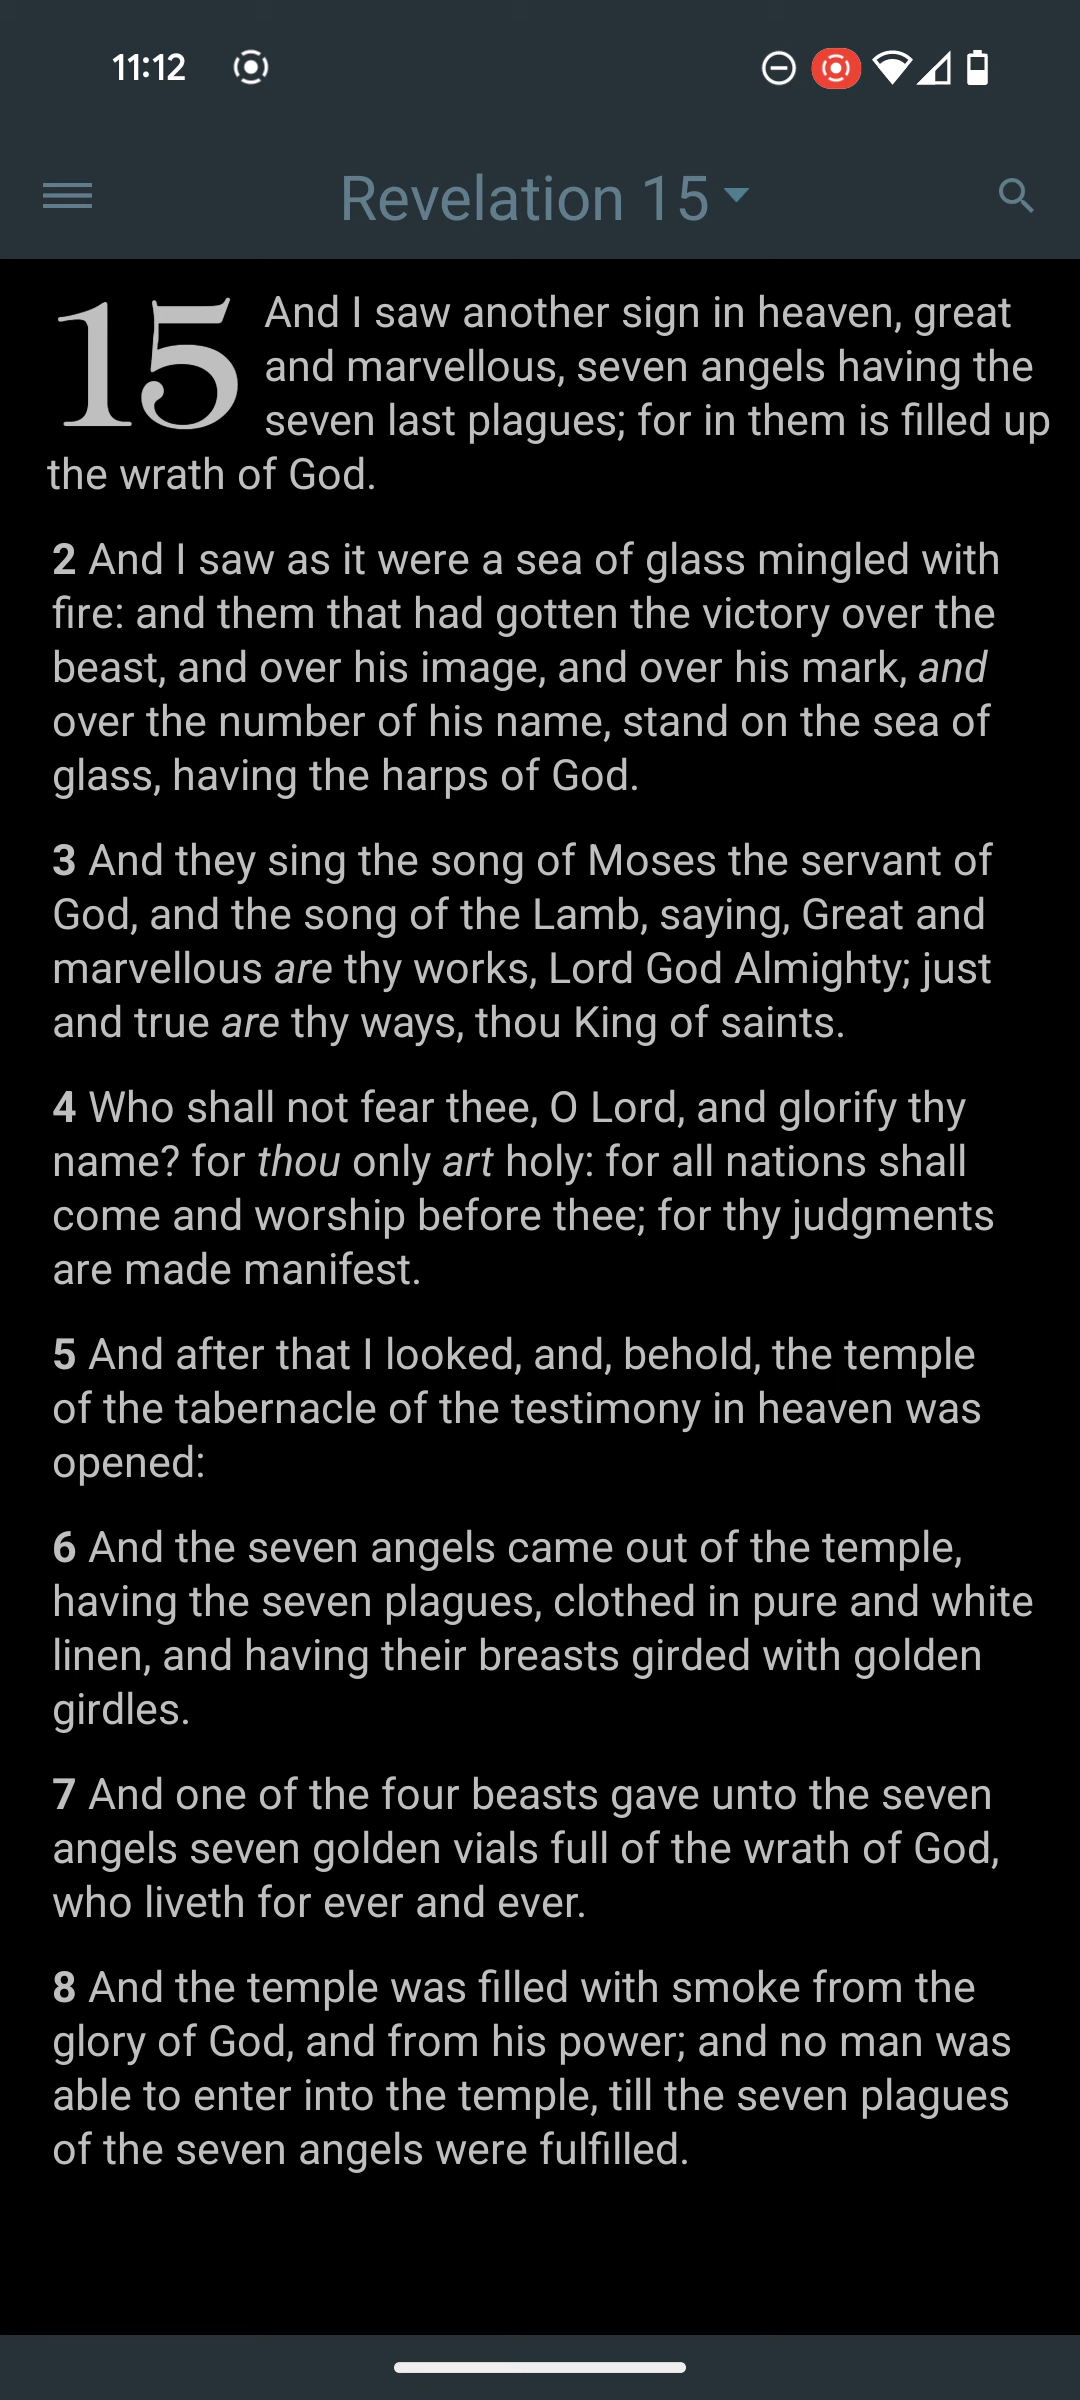 11:12
Revelation 15
15 And I saw another sign in heaven, great
and marvellous, seven angels having the
seven last plagues; for in them is filled up
the wrath of God.
2 And I saw as it were a sea of glass mingled with
fire: and them that had gotten the victory over the
beast, and over his image, and over his mark, and
over the number of his name, stand on the sea of
glass, having the harps of God.
3 And they sing the song of Moses the servant of
God, and the song of the Lamb, saying, Great and
marvellous are thy works, Lord God Almighty; just
and true are thy ways, thou King of saints.
4 Who shall not fear thee, O Lord, and glorify thy
name? for thou only art holy: for all nations shall
come and worship before thee; for thy judgments
are made manifest.
5 And after that I looked, and, behold, the temple
of the tabernacle of the testimony in heaven was
opened:
6 And the seven angels came out of the temple,
having the seven plagues, clothed in pure and white
linen, and having their breasts girded with golden
girdles.
7 And one of the four beasts gave unto the seven
angels seven golden vials full of the wrath of God,
who liveth for ever and ever.
8 And the temple was filled with smoke from the
glory of God, and from his power; and no man was
able to enter into the temple, till the seven plagues
of the seven angels were fulfilled.